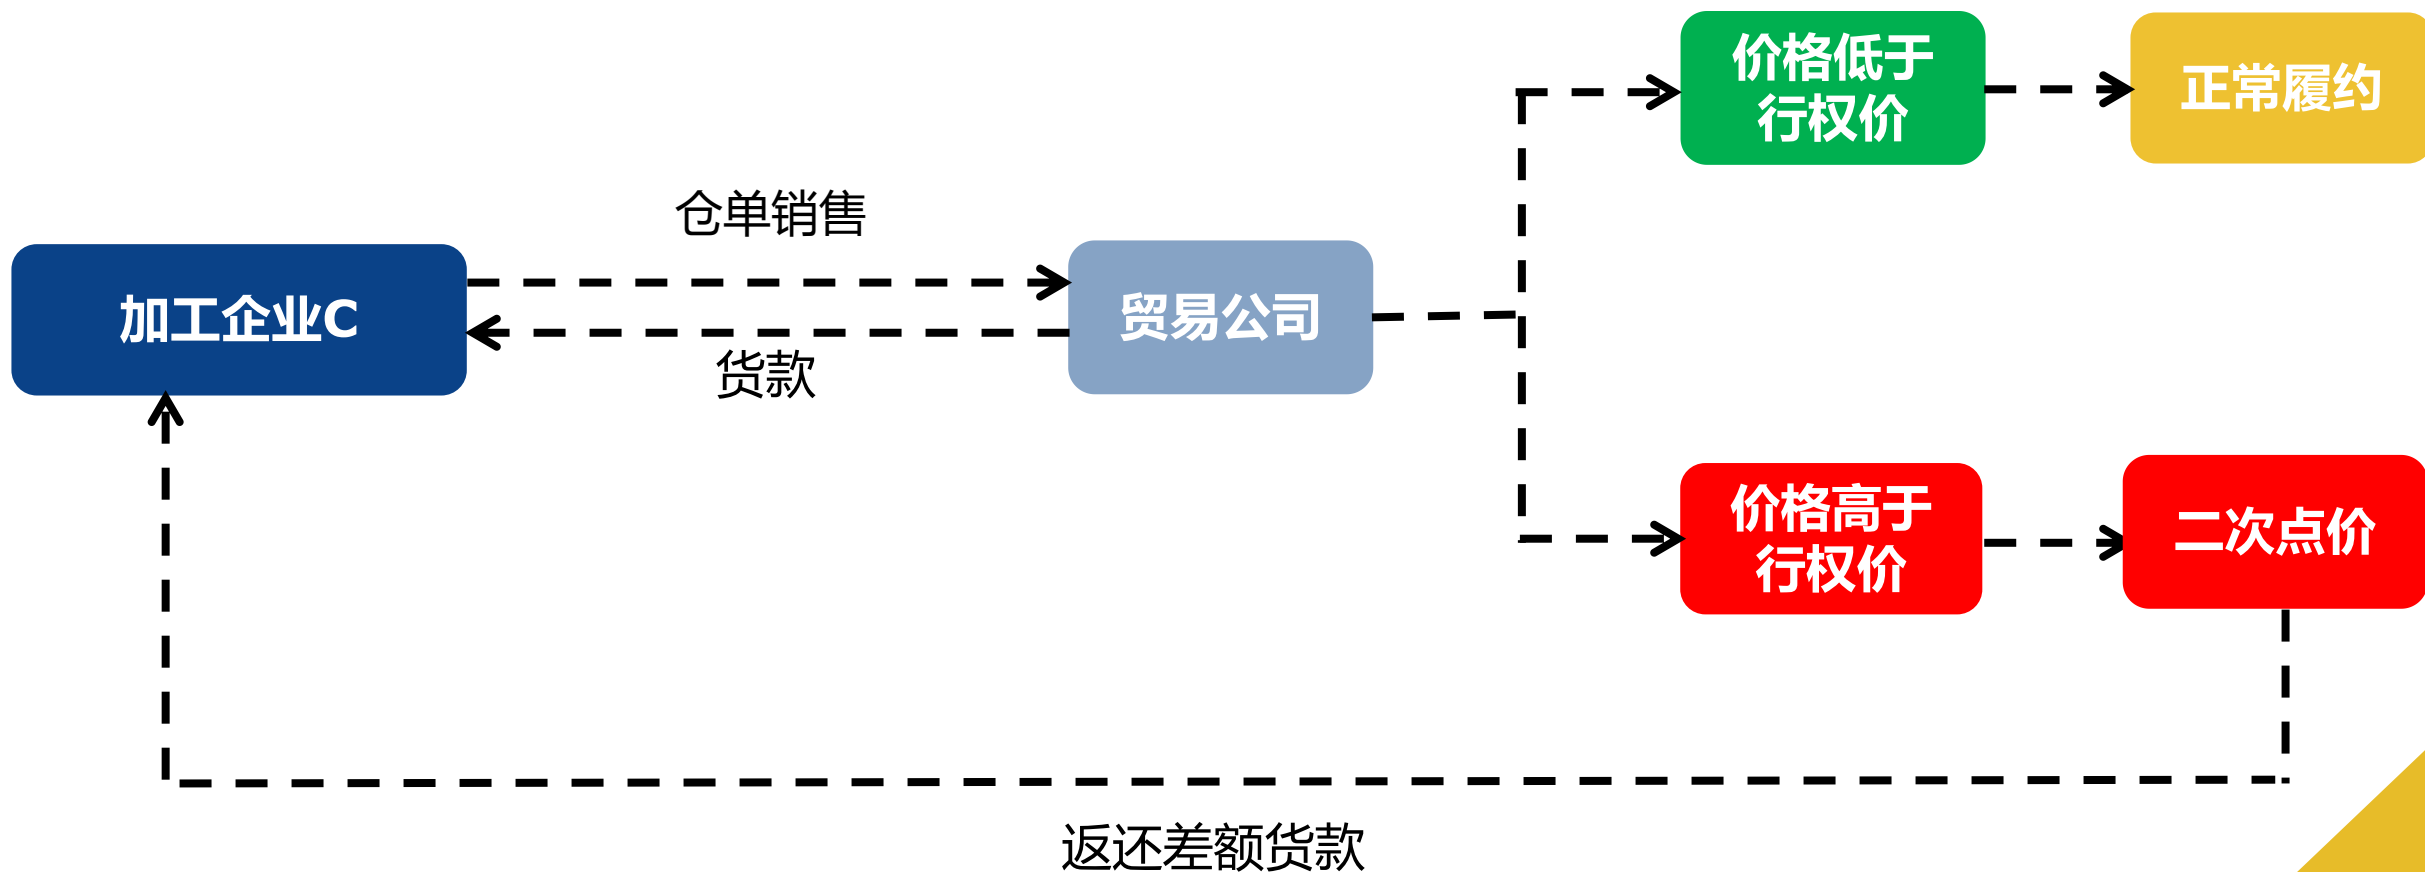 价格低于
行权价
正常履约
仓单销售
加工企业C
贸易公司
货款
价格高于
行权价
二次点价
返还差额货款